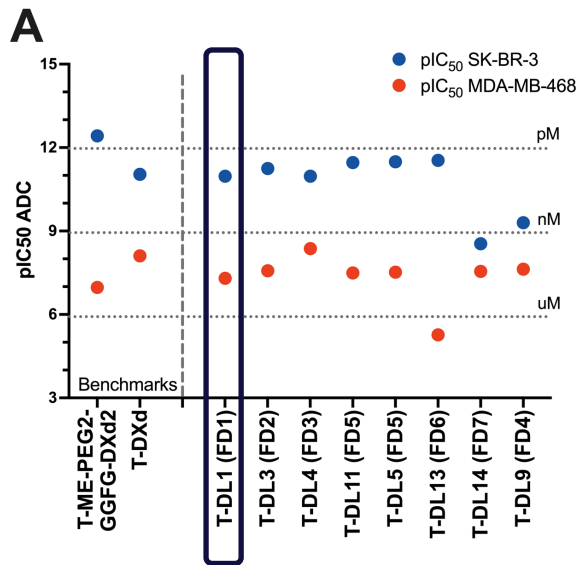 A
pIC50 SK-BR-3
pIC50 MDA-MB-468
15
12
9
6
3
pIC50 ADC
pM
nM
uM
Benchmarks
T-ME-PEG2-
GGFG-DXd2
T-DXd
T-DL1 (FD1)
T-DL3 (FD2)
T-DL4 (FD3)
T-DL11 (FD5)
T-DL5 (FD5)
T-DL13 (FD6)
T-DL14 (FD7)
T-DL9 (FD4)